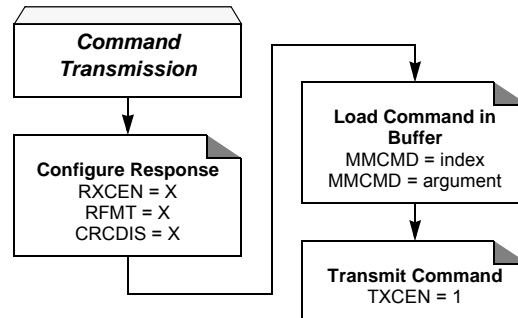 Command
Transmission
Configure Response
RXCEN = X
RFMT = X
CRCDIS = X
Load Command in
Buffer
MMCMD = index
MMCMD = argument
Transmit Command
TXCEN = 1